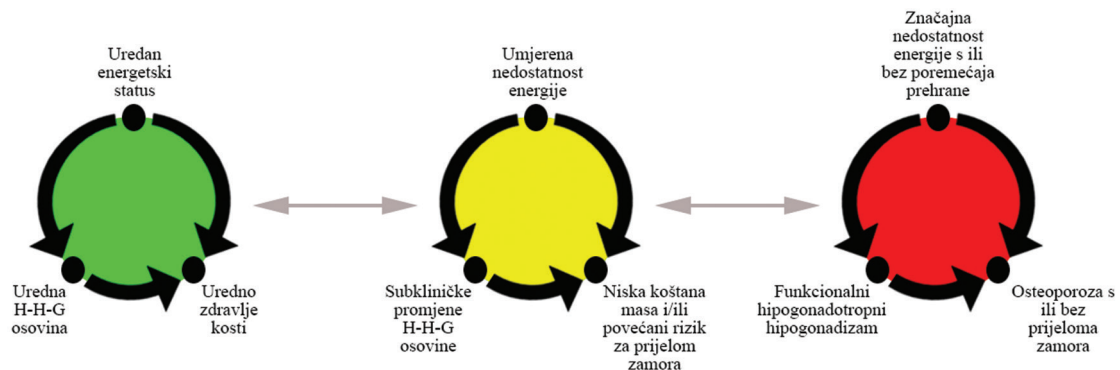 Uredan
energetski
status
Uredna
H-H-G
osovina
Uredno
zdravlje
kosti
Umjerena
nedostatnost
energije
Subkliničke
promjene
H-H-G
osovine
Niska koštana
masa i/ili
povećani rizik
za prijelom
zamora
Značajna
nedostatnost
energije s ili
bez poremećaja
prehrane
Funkcionalni
hipogonadotropni
hipogonadizam
Osteoporoza s
ili bez
prijeloma
zamora